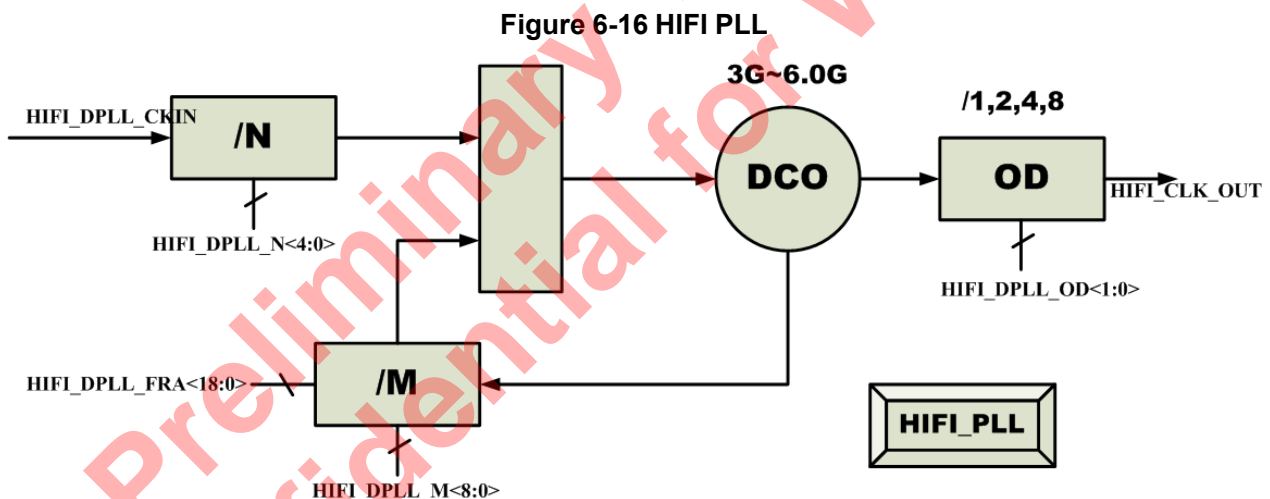 Figure 6-16 HIFI PLL
3G~6.0G
/1,2,4,8
HIFI_DPLL_CKIN
/N
DCO
OD
HIFI_CLK_OUT
HIFI_DPLL_N<4:0>
HIFI_DPLL_OD<1:0>
HIFI_DPLL_FRA<18:0>
/M
HIFI_PLL
HIFI_DPLL_M<8:0>
Preliminary
fidential for